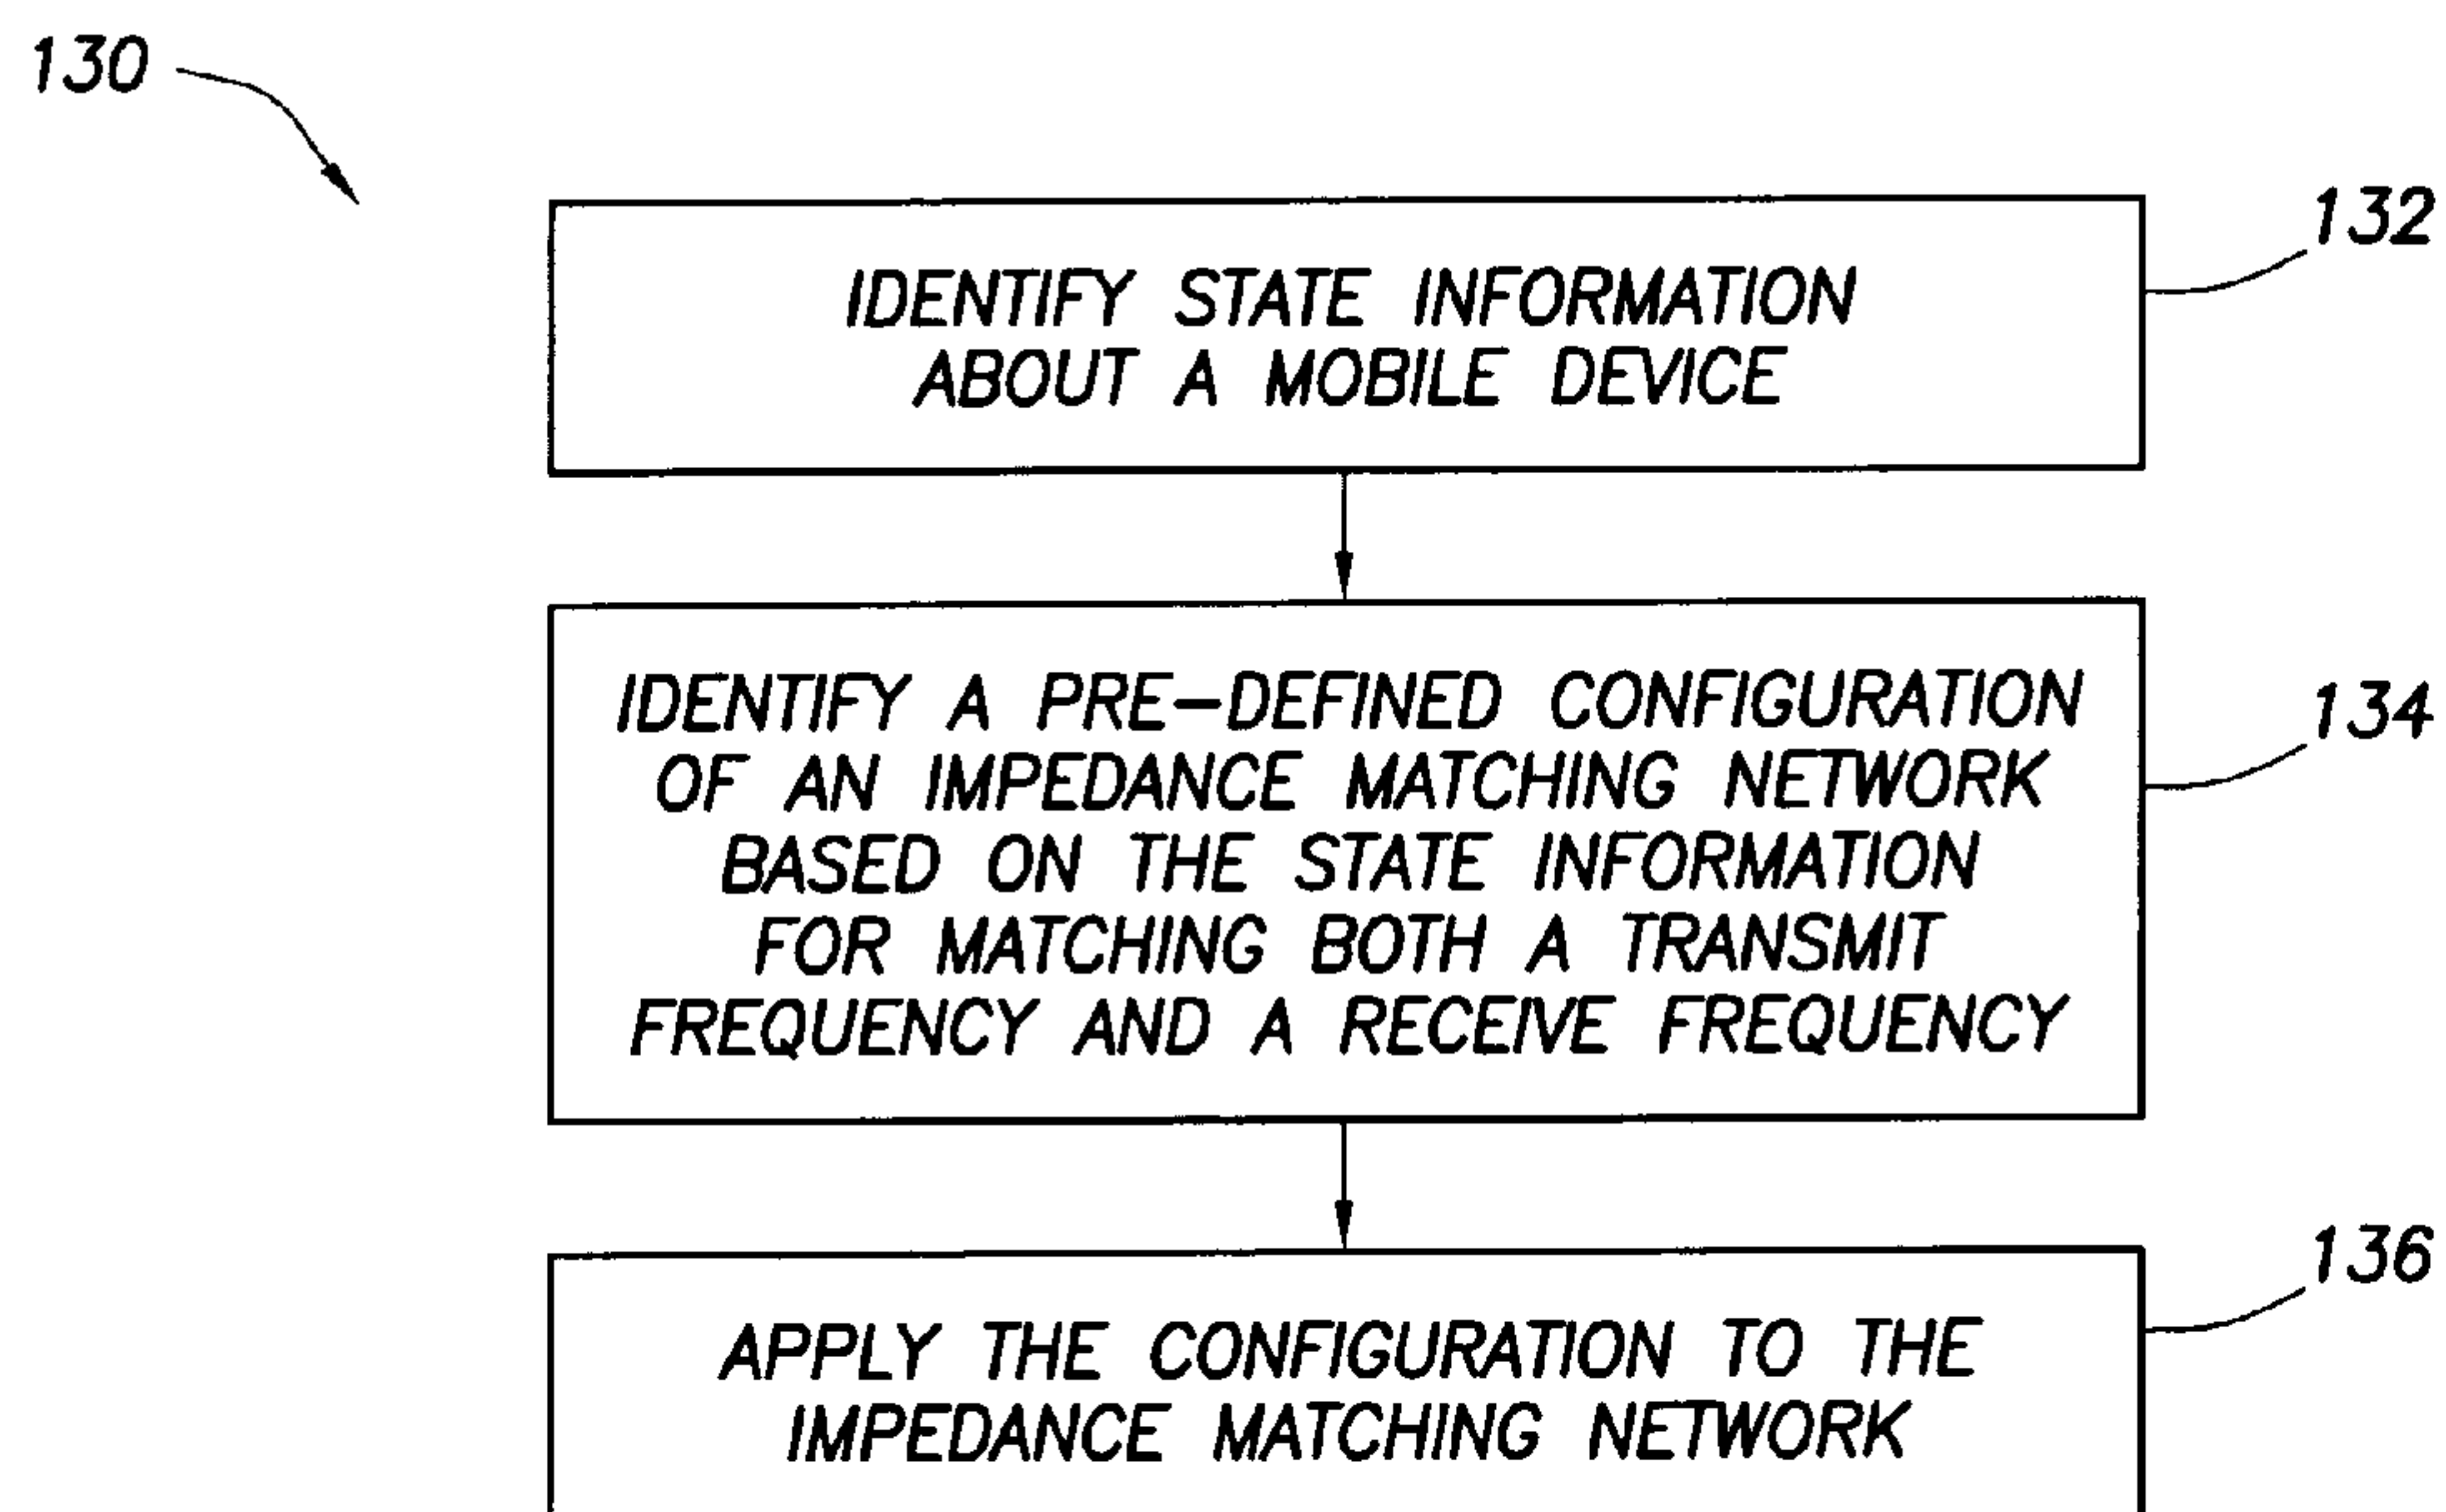 130
132
IDENTIFY STATE INFORMATION
ABOUT A MOBILE DEVICE
134
IDENTIFY A PRE-DEFINED CONFIGURATION
OF AN IMPEDANCE MATCHING NETWORK
BASED ON THE STATE INFORMATION
FOR MATCHING BOTH A TRANSMIT
FREQUENCY AND A RECEIVE FREQUENCY
136
APPLY THE CONFIGURATION TO THE
IMPEDANCE MATCHING NETWORK